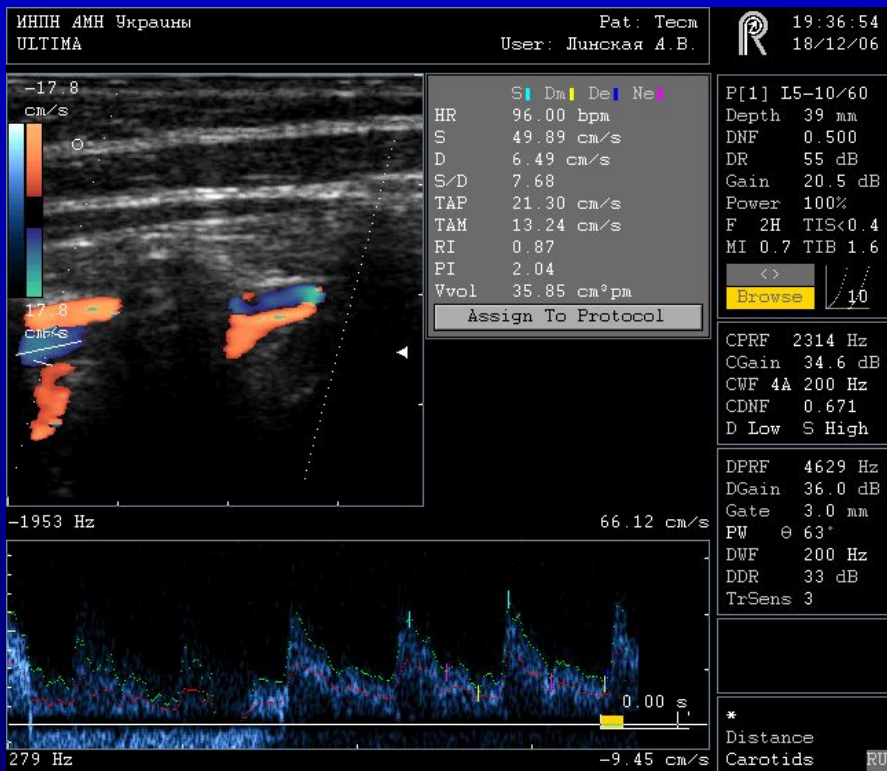 ИНПН АМН Украины
ULTIMA
Pat: Тест
User: Линская А.В.
19:36:54
18/12/06
-17.8
cm/s
17.8
cm/s
S Dm De Ne
HR 96.00 bpm
S 49.89 cm/s
D 6.49 cm/s
S/D 7.68
TAP 21.30 cm/s
TAM 13.24 cm/s
RI 0.87
PI 2.04
Vvol 35.85 cm³pm
Assign To Protocol
P[1] L5-10/60
Depth 39 mm
DNF 0.500
DR 55 dB
Gain 20.5 dB
Power 100%
F 2H TIS<0.4
MI 0.7 TIB 1.6
<>
Browse
10
CPRF 2314 Hz
CGain 34.6 dB
CWF 4A 200 Hz
CDNF 0.671
D Low S High
DPRF 4629 Hz
DGain 36.0 dB
Gate 3.0 mm
PW θ 63°
DWF 200 Hz
DDR 33 dB
TrSens 3
-1953 Hz 66.12 cm/s
0.00 s
279 Hz -9.45 cm/s
*
Distance
Carotids RU